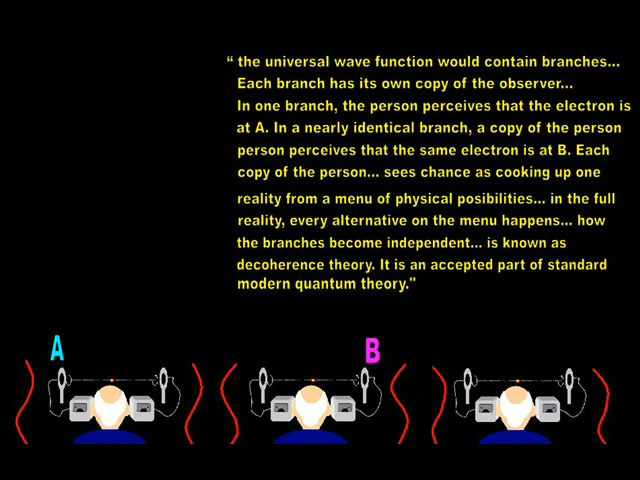 “ the universal wave function would contain branches...
Each branch has its own copy of the observer...
In one branch, the person perceives that the electron is
at A. In a nearly identical branch, a copy of the person
person perceives that the same electron is at B. Each
copy of the person... sees chance as cooking up one
reality from a menu of physical posibilities... in the full
reality, every alternative on the menu happens... how
the branches become independent... is known as
decoherence theory. It is an accepted part of standard
modern quantum theory."
A
B